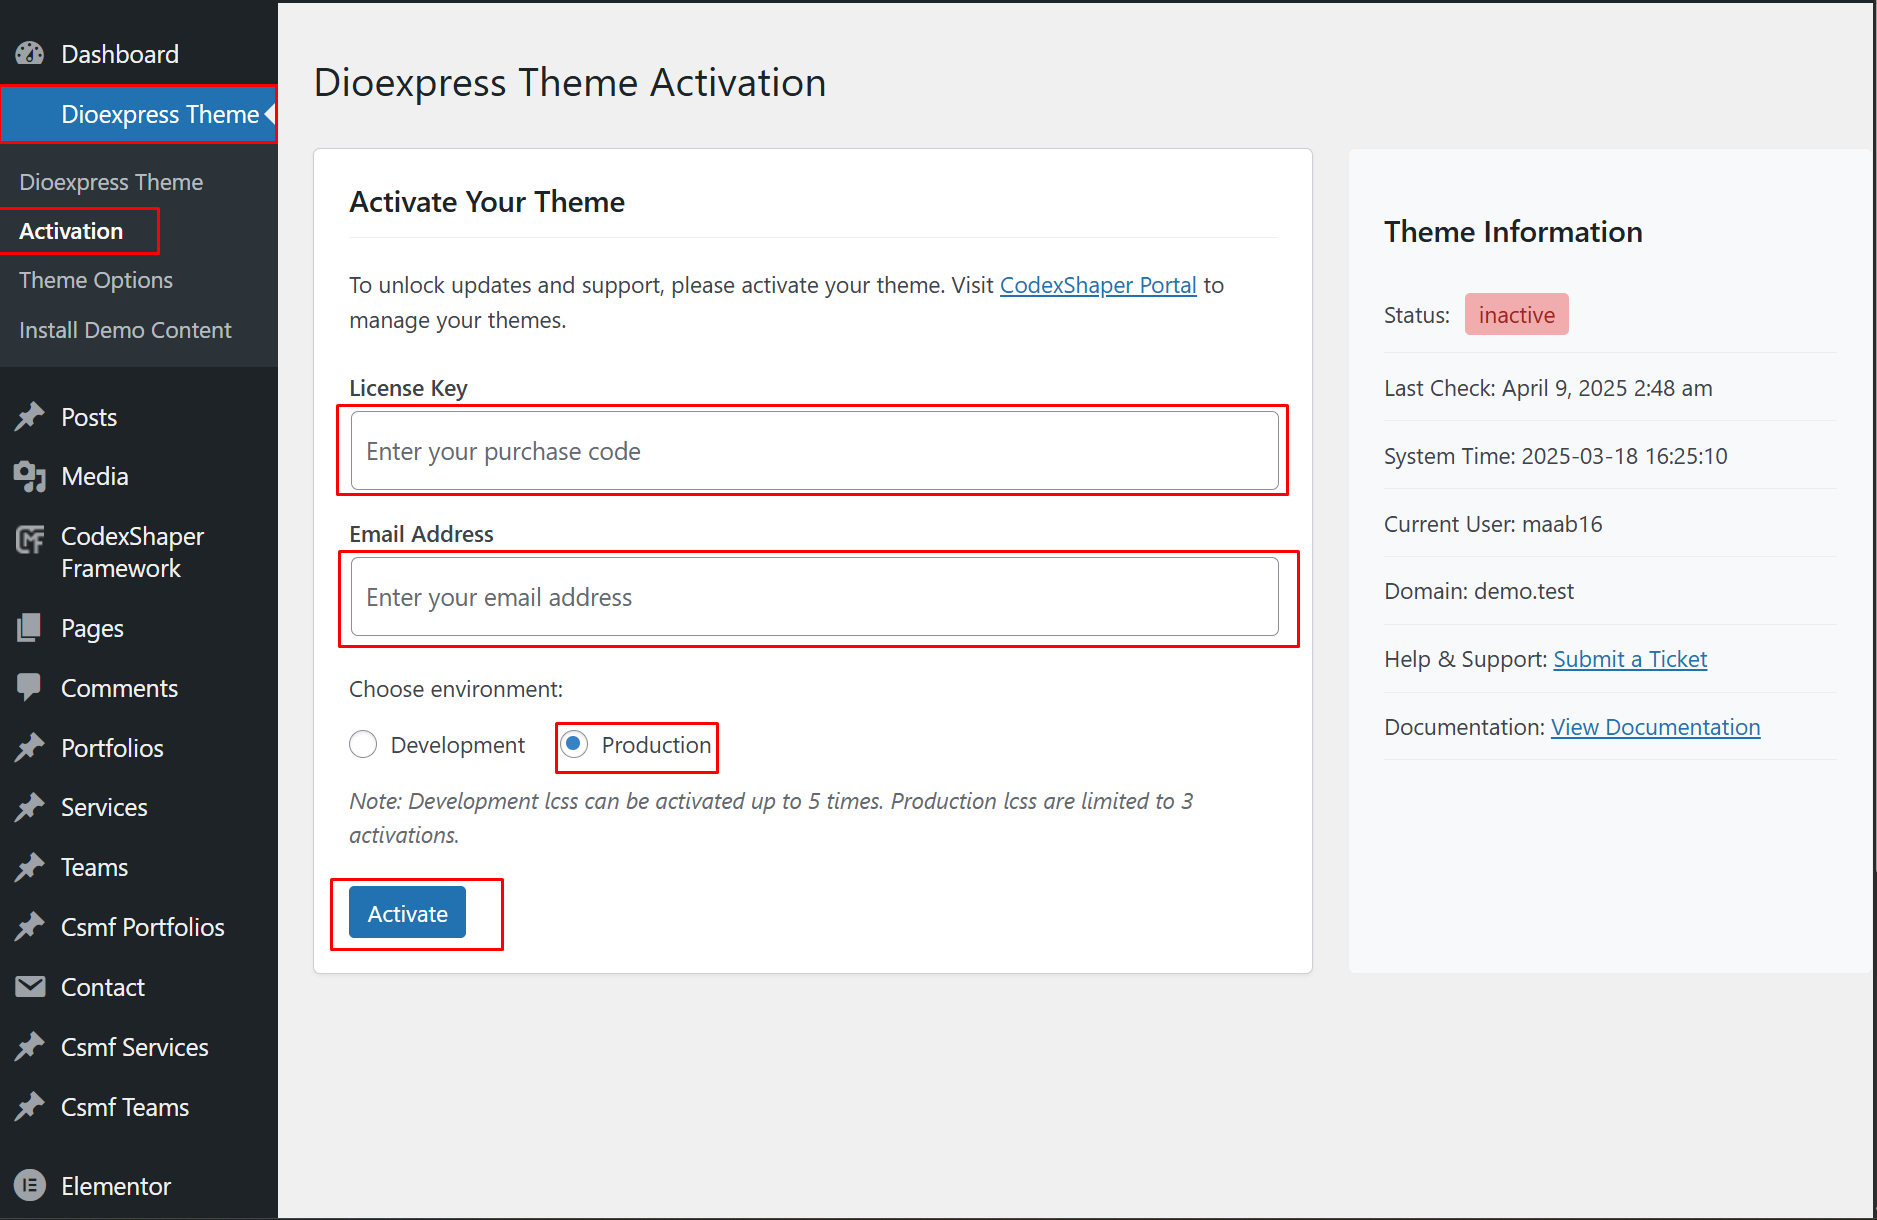 Dashboard
Dioexpress Theme
Dioexpress Theme
Activation
Theme Options
Install Demo Content
Posts
Media
CodexShaper
Framework
Pages
Comments
Portfolios
Services
Teams
Csmf Portfolios
Contact
Csmf Services
Csmf Teams
Elementor
Dioexpress Theme Activation
Activate Your Theme
To unlock updates and support, please activate your theme. Visit CodexShaper Portal to
manage your themes.
License Key
Enter your purchase code
Email Address
Enter your email address
Choose environment:
Development Production
Note: Development lcss can be activated up to 5 times. Production lcss are limited to 3
activations.
Activate
Theme Information
Status: inactive
Last Check: April 9, 2025 2:48 am
System Time: 2025-03-18 16:25:10
Current User: maab16
Domain: demo.test
Help & Support: Submit a Ticket
Documentation: View Documentation